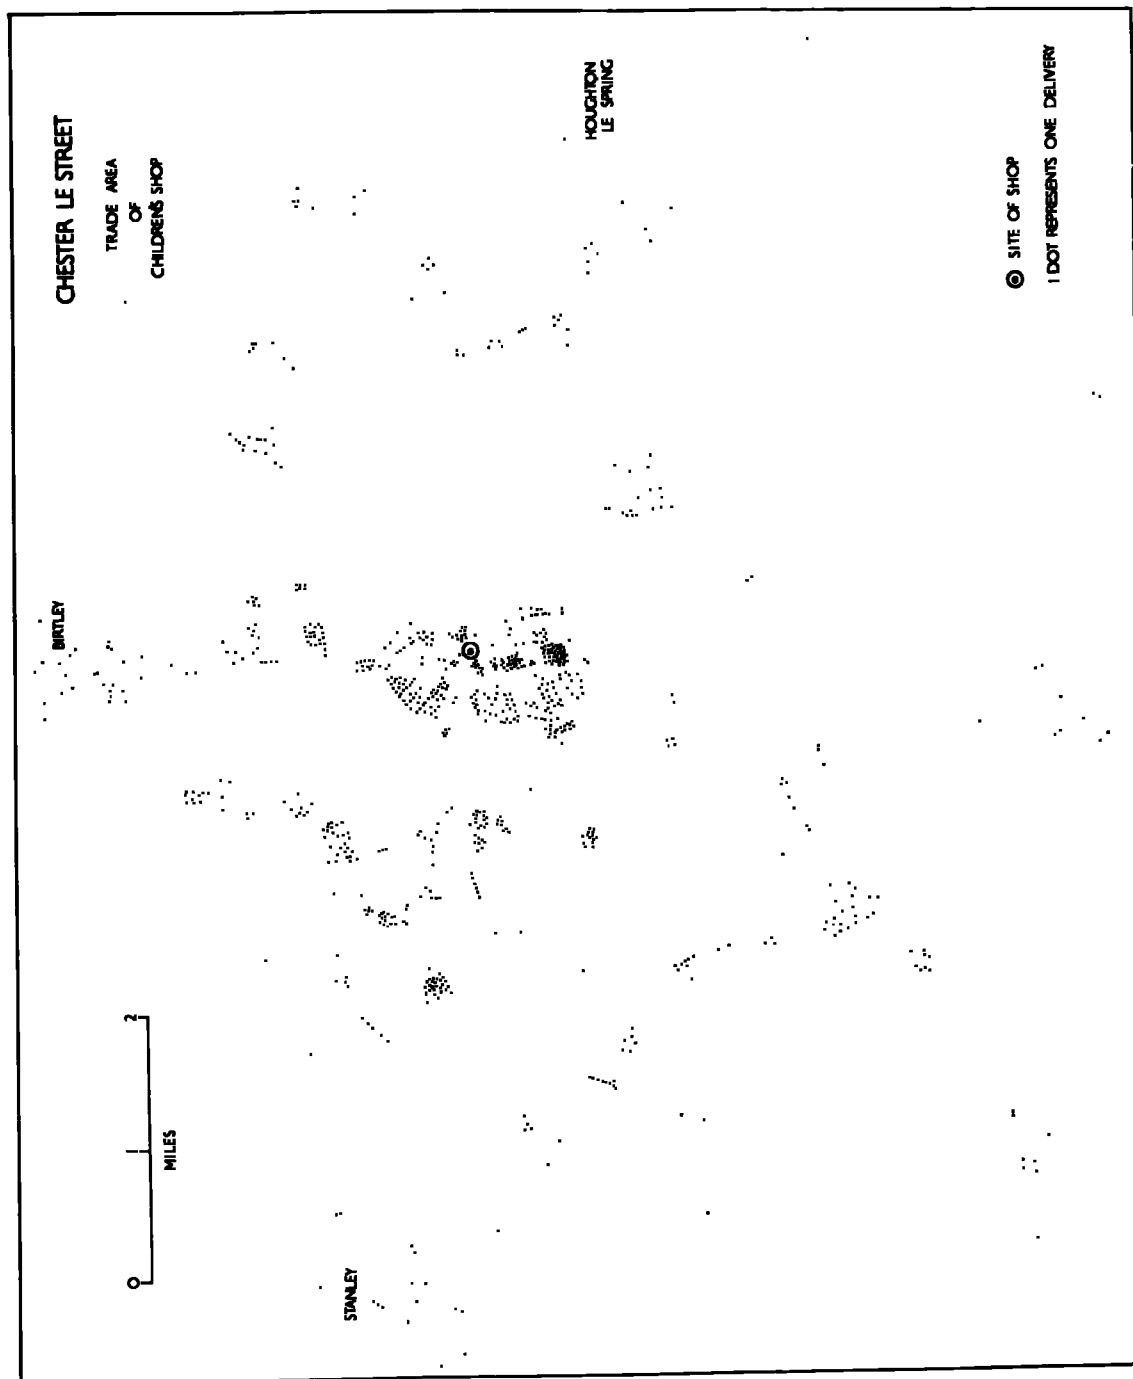 CHESTER LE STREET
TRADE AREA
OF
CHILDRENS SHOP
BIRTLEY
HOUGHTON
LE SPRING
STANLEY
0 1 2
MILES
SITE OF SHOP
1 DOT REPRESENTS ONE DELIVERY